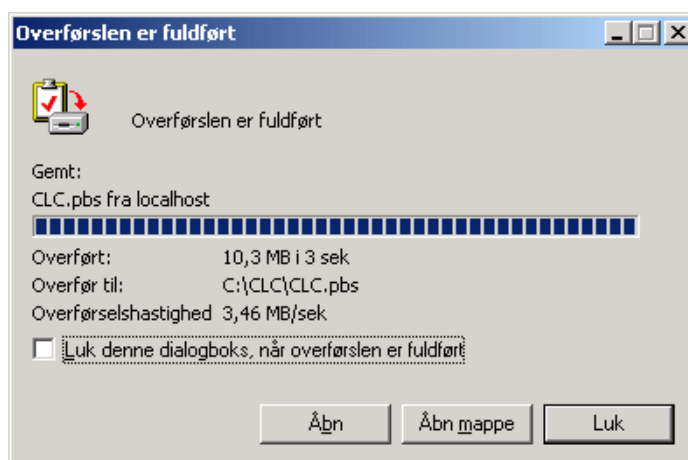 Overførslen er fuldført
Overførslen er fuldført
Gemt:
CLC.pbs fra localhost
Overført: 10,3 MB i 3 sek
Overfør til: C:\CLC\CLC.pbs
Overførselshastighed 3,46 MB/sek
Luk denne dialogboks, når overførslen er fuldført
Åbn Åbn mappe Luk